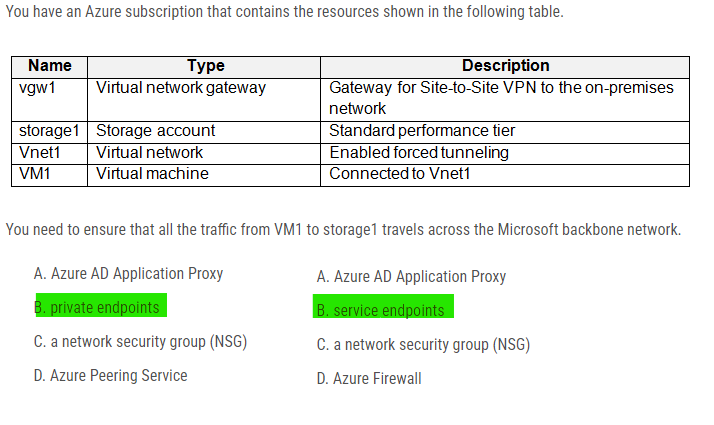 You have an Azure subscription that contains the resources shown in the following table.
Name Type Description
vgw1 Virtual network gateway Gateway for Site-to-Site VPN to the on-premises
network
storage1 Storage account Standard performance tier
Vnet1 Virtual network Enabled forced tunneling
VM1 Virtual machine Connected to Vnet1
You need to ensure that all the traffic from VM1 to storage1 travels across the Microsoft backbone network.
A. Azure AD Application Proxy
B. private endpoints
C. a network security group (NSG)
D. Azure Peering Service
A. Azure AD Application Proxy
B. service endpoints
C. a network security group (NSG)
D. Azure Firewall